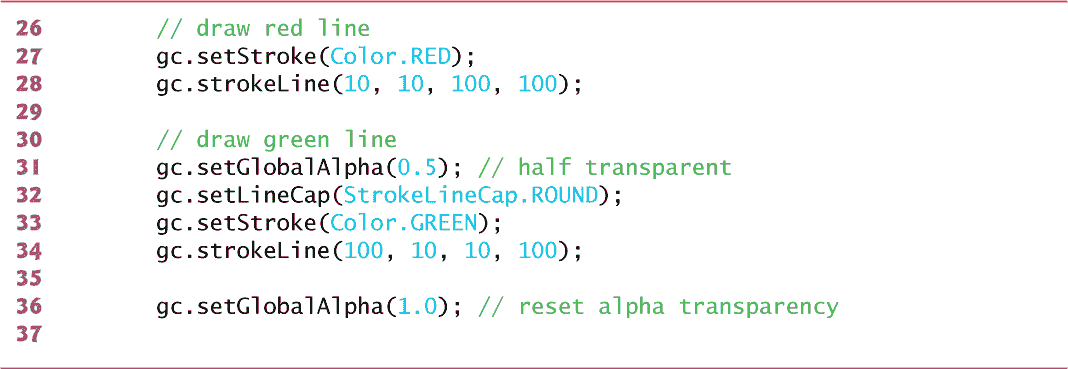 26 // draw red line
27 gc.setStroke(Color.RED);
28 gc.strokeLine(10, 10, 100, 100);
29
30 // draw green line
31 gc.setGlobalAlpha(0.5); // half transparent
32 gc.setLineCap(StrokeLineCap.ROUND);
33 gc.setStroke(Color.GREEN);
34 gc.strokeLine(100, 10, 10, 100);
35
36 gc.setGlobalAlpha(1.0); // reset alpha transparency
37